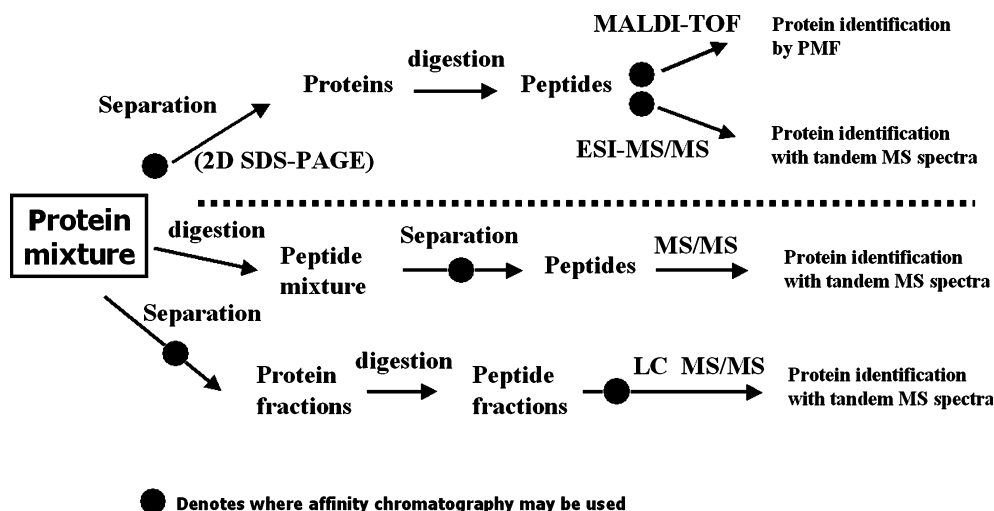 MALDI-TOF
Protein identification
by PMF
digestion
Proteins
Peptides
Separation
(2D SDS-PAGE)
ESI-MS/MS
Protein identification
with tandem MS spectra
Protein
mixture
digestion
Separation
MS/MS
Peptide
mixture
Peptides
Protein identification
with tandem MS spectra
Separation
digestion
LC MS/MS
Protein
fractions
Peptide
fractions
Protein identification
with tandem MS spectra
Denotes where affinity chromatography may be used